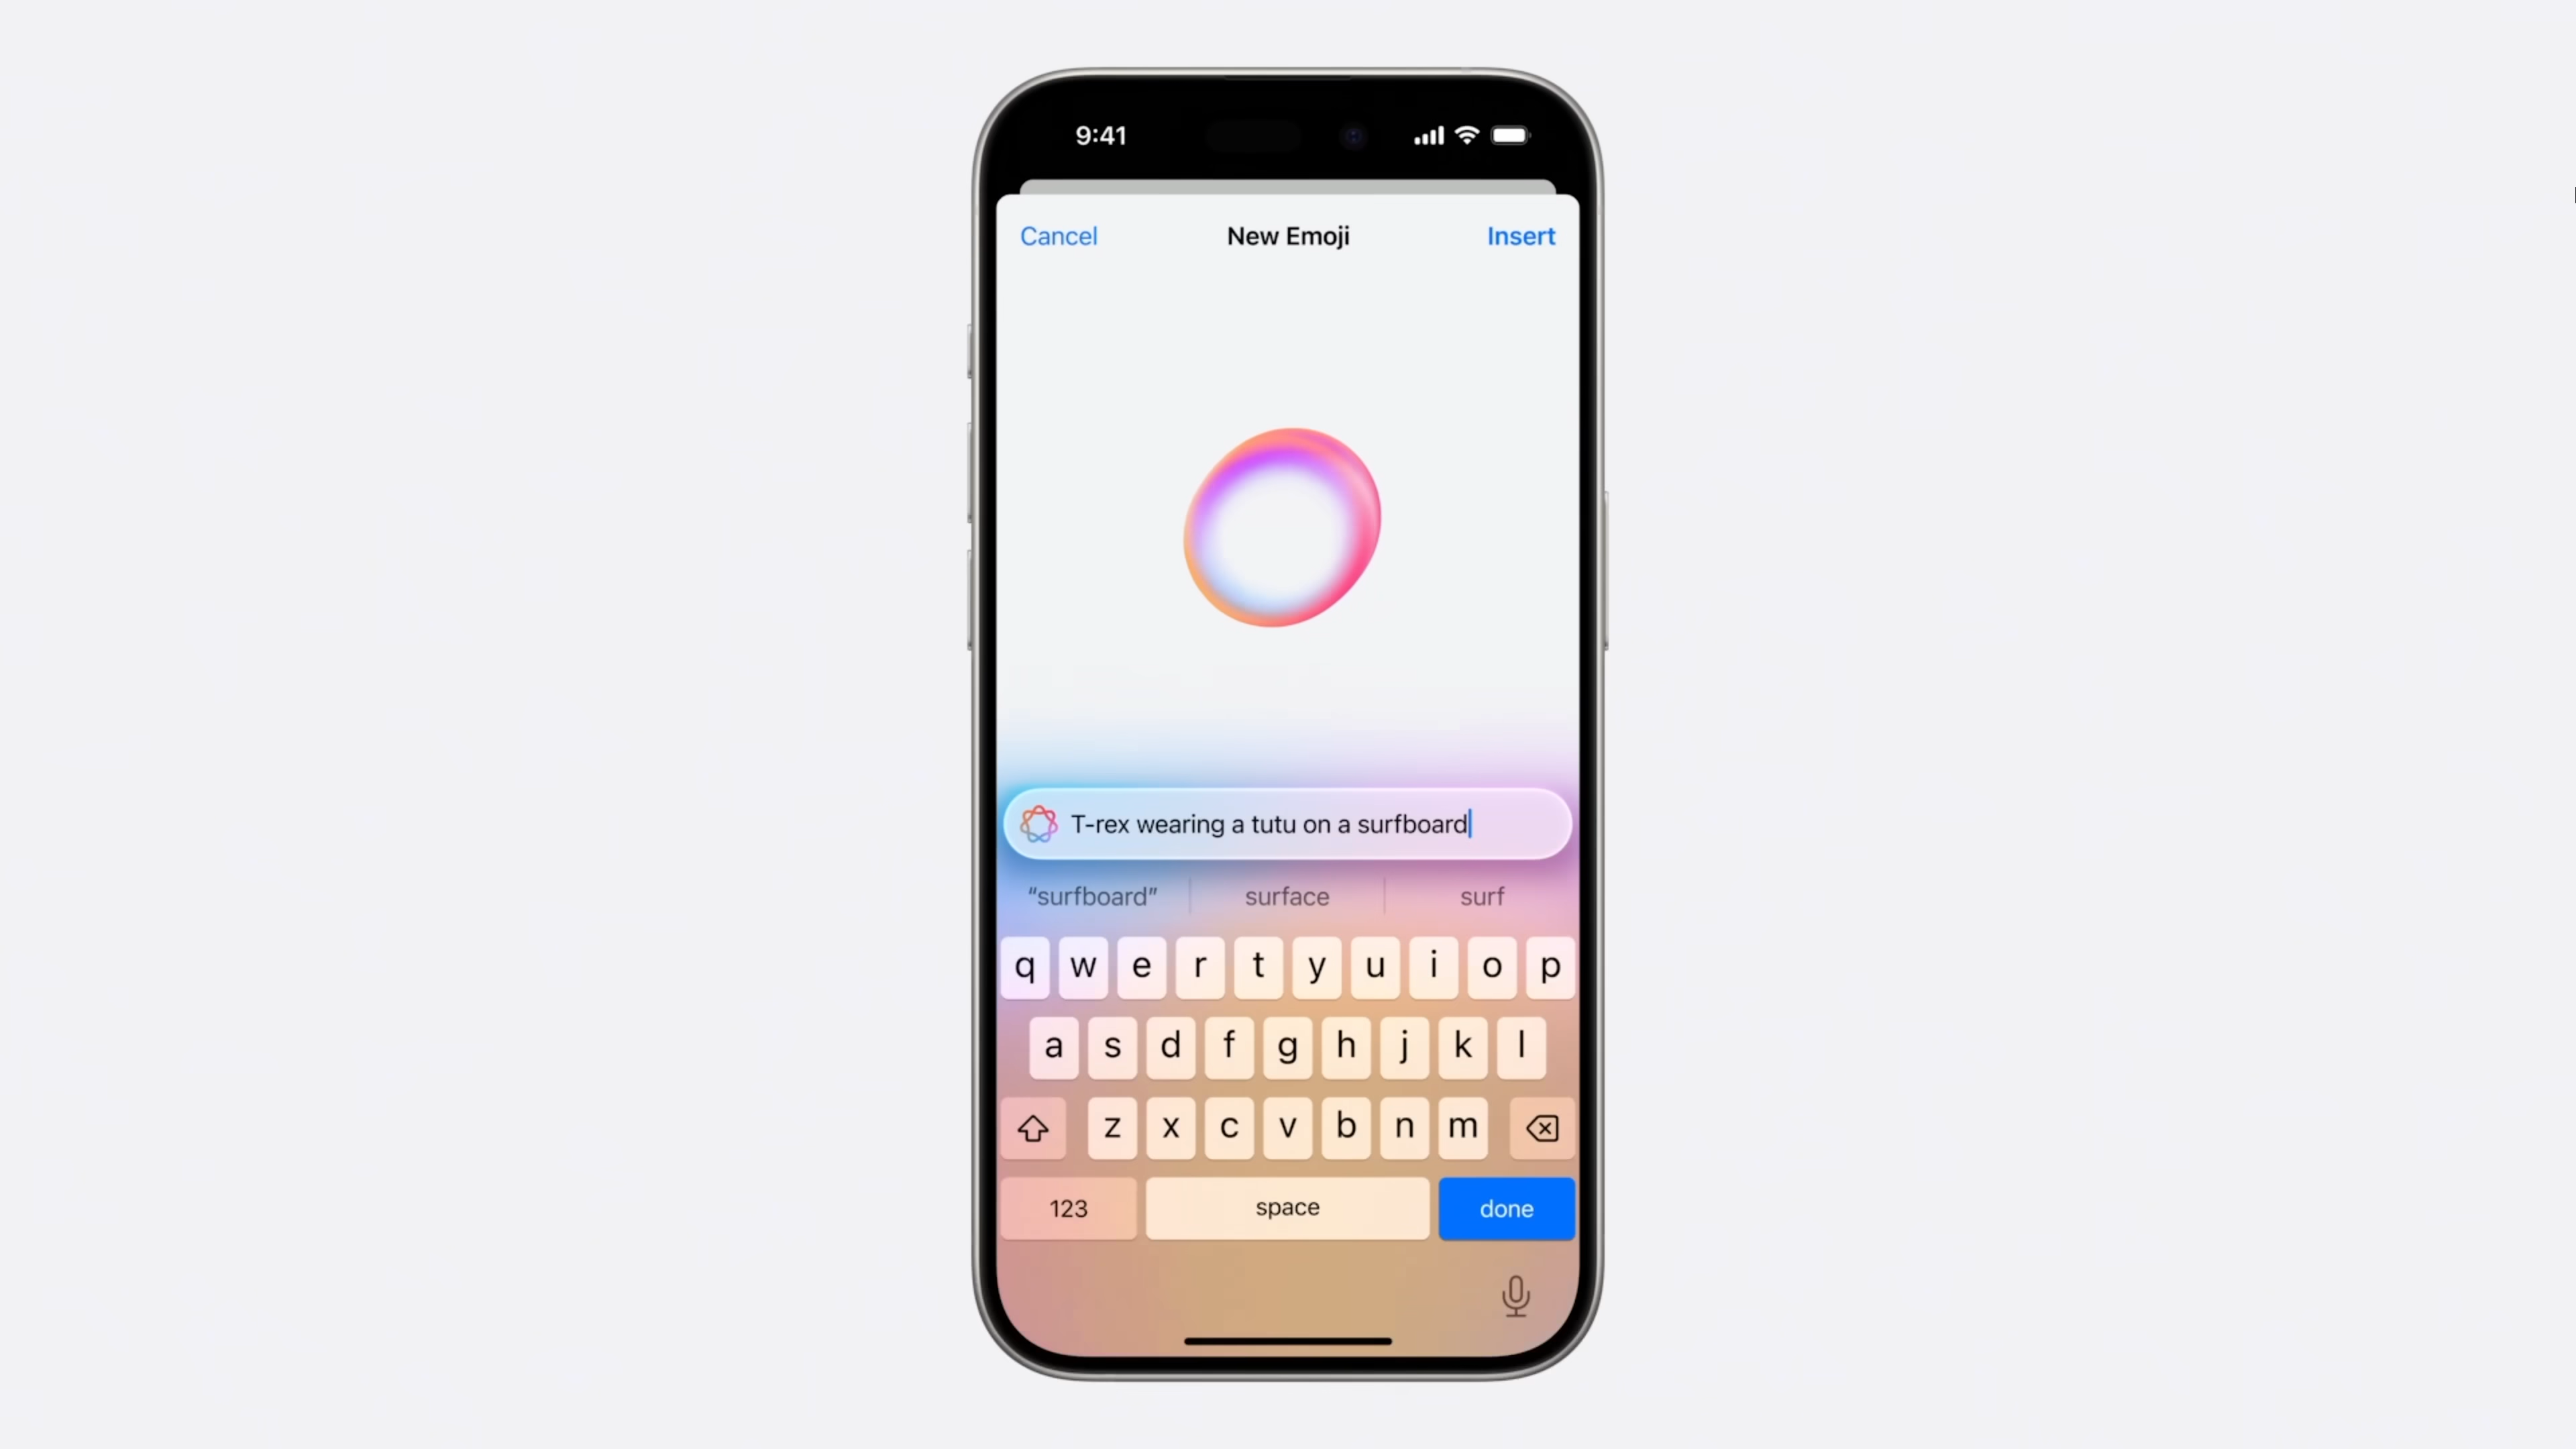 9:41
Cancel New Emoji Insert
T-rex wearing a tutu on a surfboard
“surfboard” surface surf
q w e r t y u i o p
a s d f g h j k l
z x c v b n m
123 space done